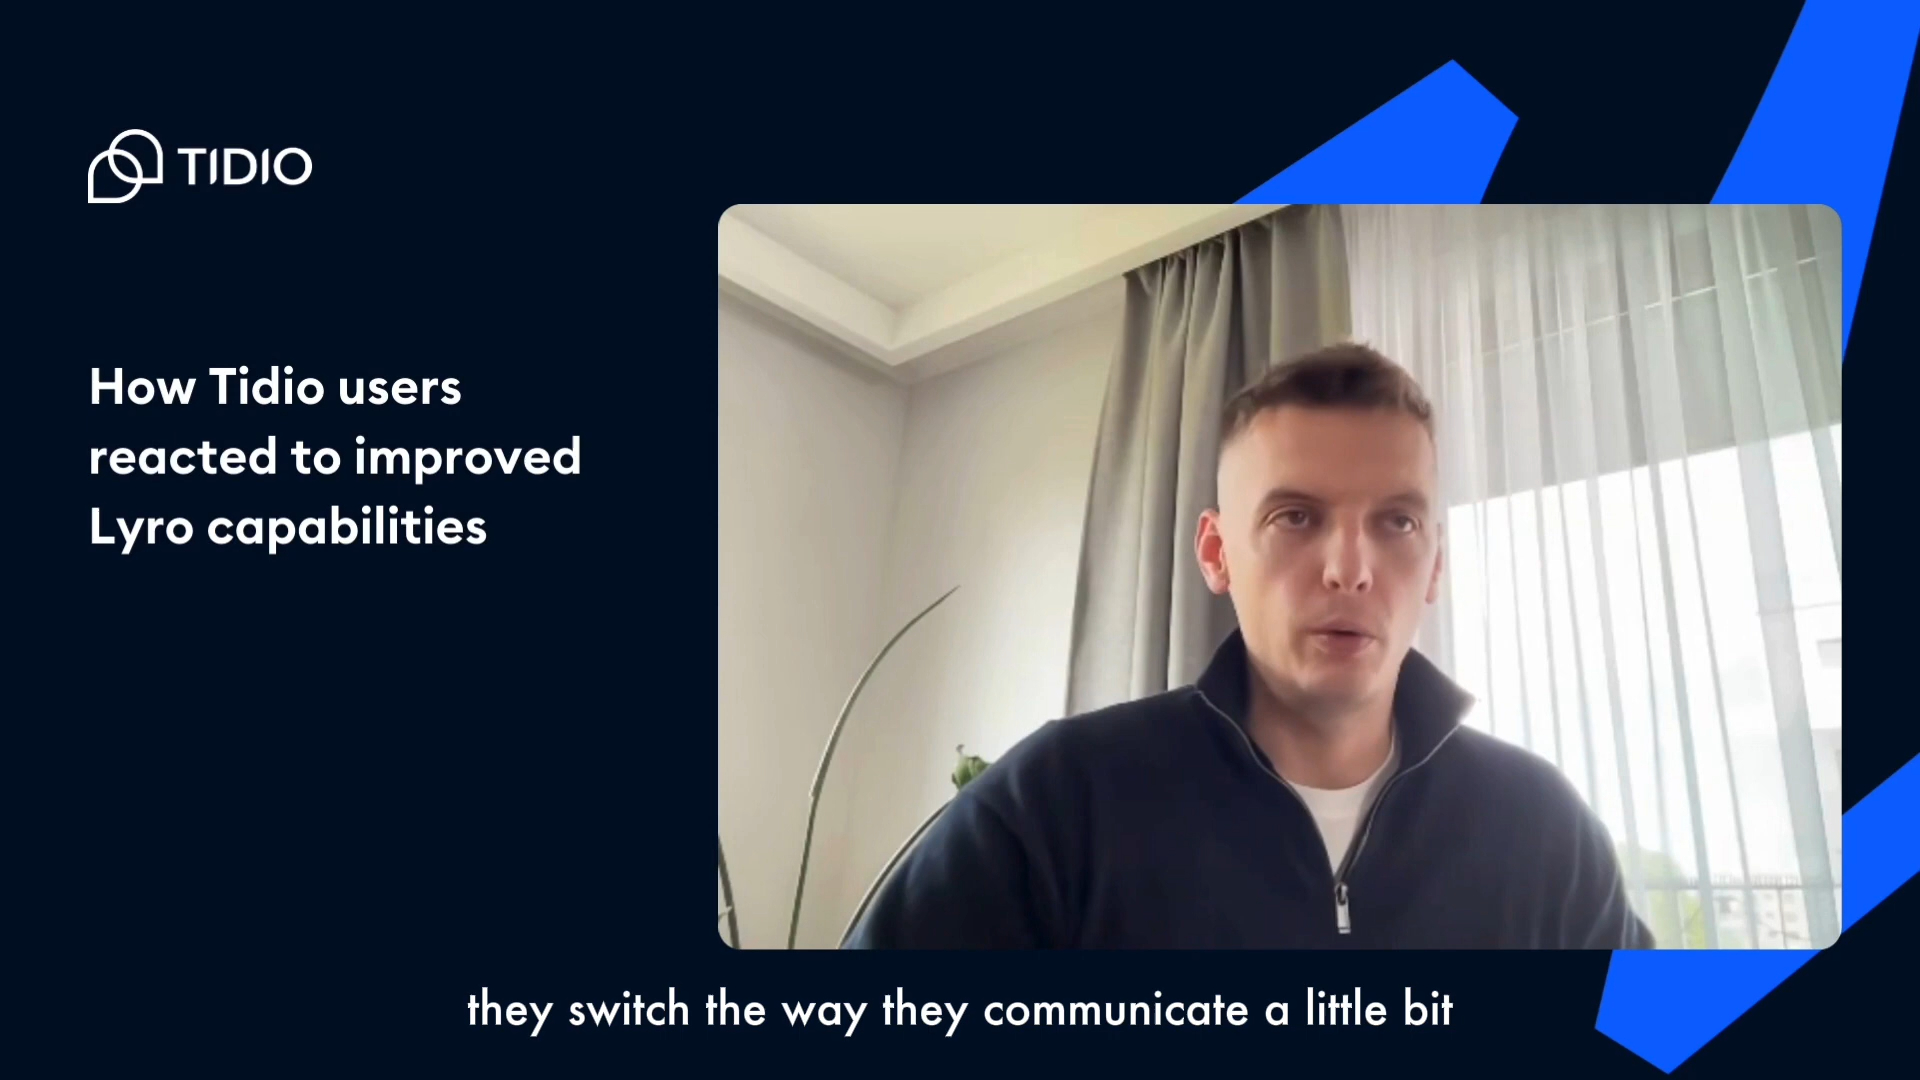 TIDIO
How Tidio users
reacted to improved
Lyro capabilities
they switch the way they communicate a little bit